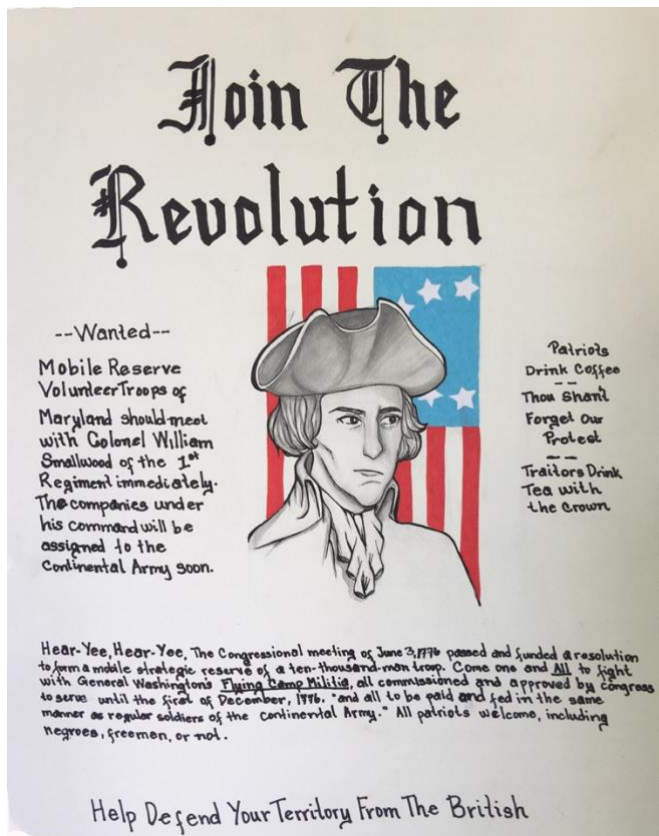 Join The
Revolution
--Wanted--
Mobile Reserve
Volunteer Troops of
Maryland should meet
with Colonel William
Smallwood of the 1st
Regiment immediately.
The companies under
his command will be
assigned to the
Continental Army soon.
Patriots
Drink Coffee
--
Thou Shant
Forget Our
Protest
--
Traitors Drink
Tea with
the Crown
Hear-Yee, Hear-Yee, The Congressional meeting of June 3, 1776 passed and funded a resolution
to form a mobile strategic reserve of a ten-thousand-man troop. Come one and All to fight
with General Washington's Flying Camp Militia, all commissioned and approved by congress
to serve until the first of December, 1776. "and all to be paid and fed in the same
manner as regular soldiers of the Continental Army." All patriots welcome, including
negroes, freemen, or not.
Help Defend Your Territory From The British